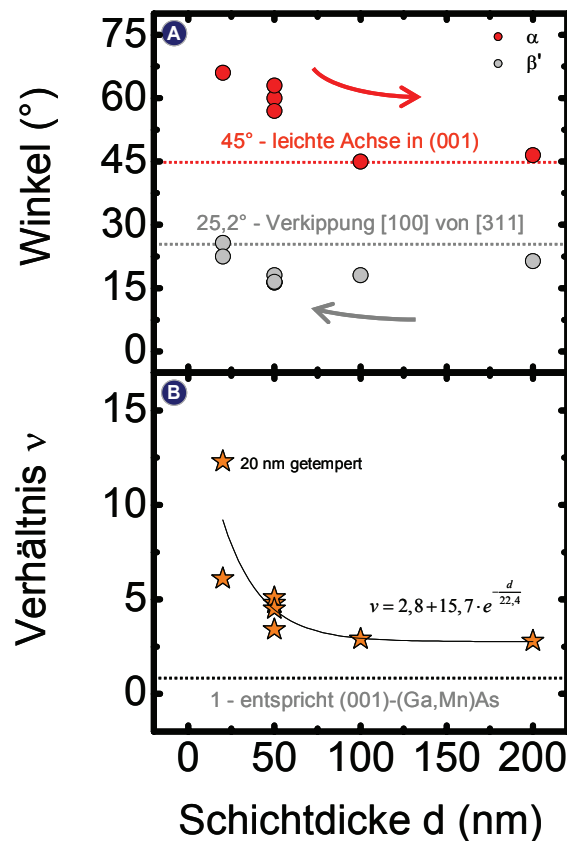 A
75
60
45
30
15
0
Winkel (°)
α
β'
45° - leichte Achse in (001)
25,2° - Verkippung [100] von [311]
B
15
10
5
0
Verhältnis ν
20 nm getempert
ν = 2,8 + 15,7 · e^{-d/22,4}
1 - entspricht (001)-(Ga,Mn)As
0 50 100 150 200
Schichtdicke d (nm)